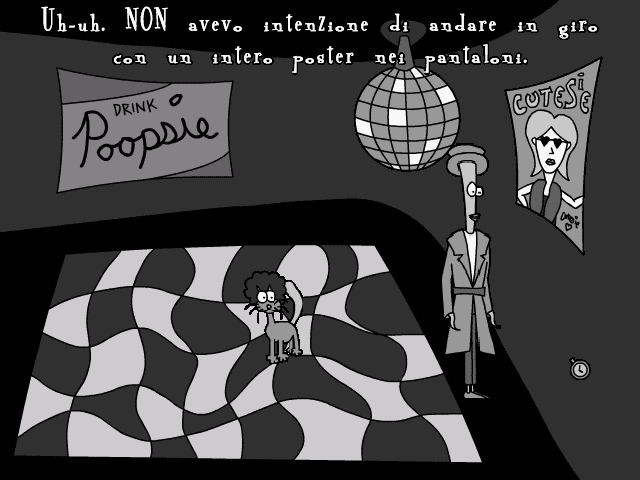 Uh-uh. NON avevo intenzione di andare in giro
con un intero poster nei pantaloni.
DRINK
Poopsie
CUTESiE